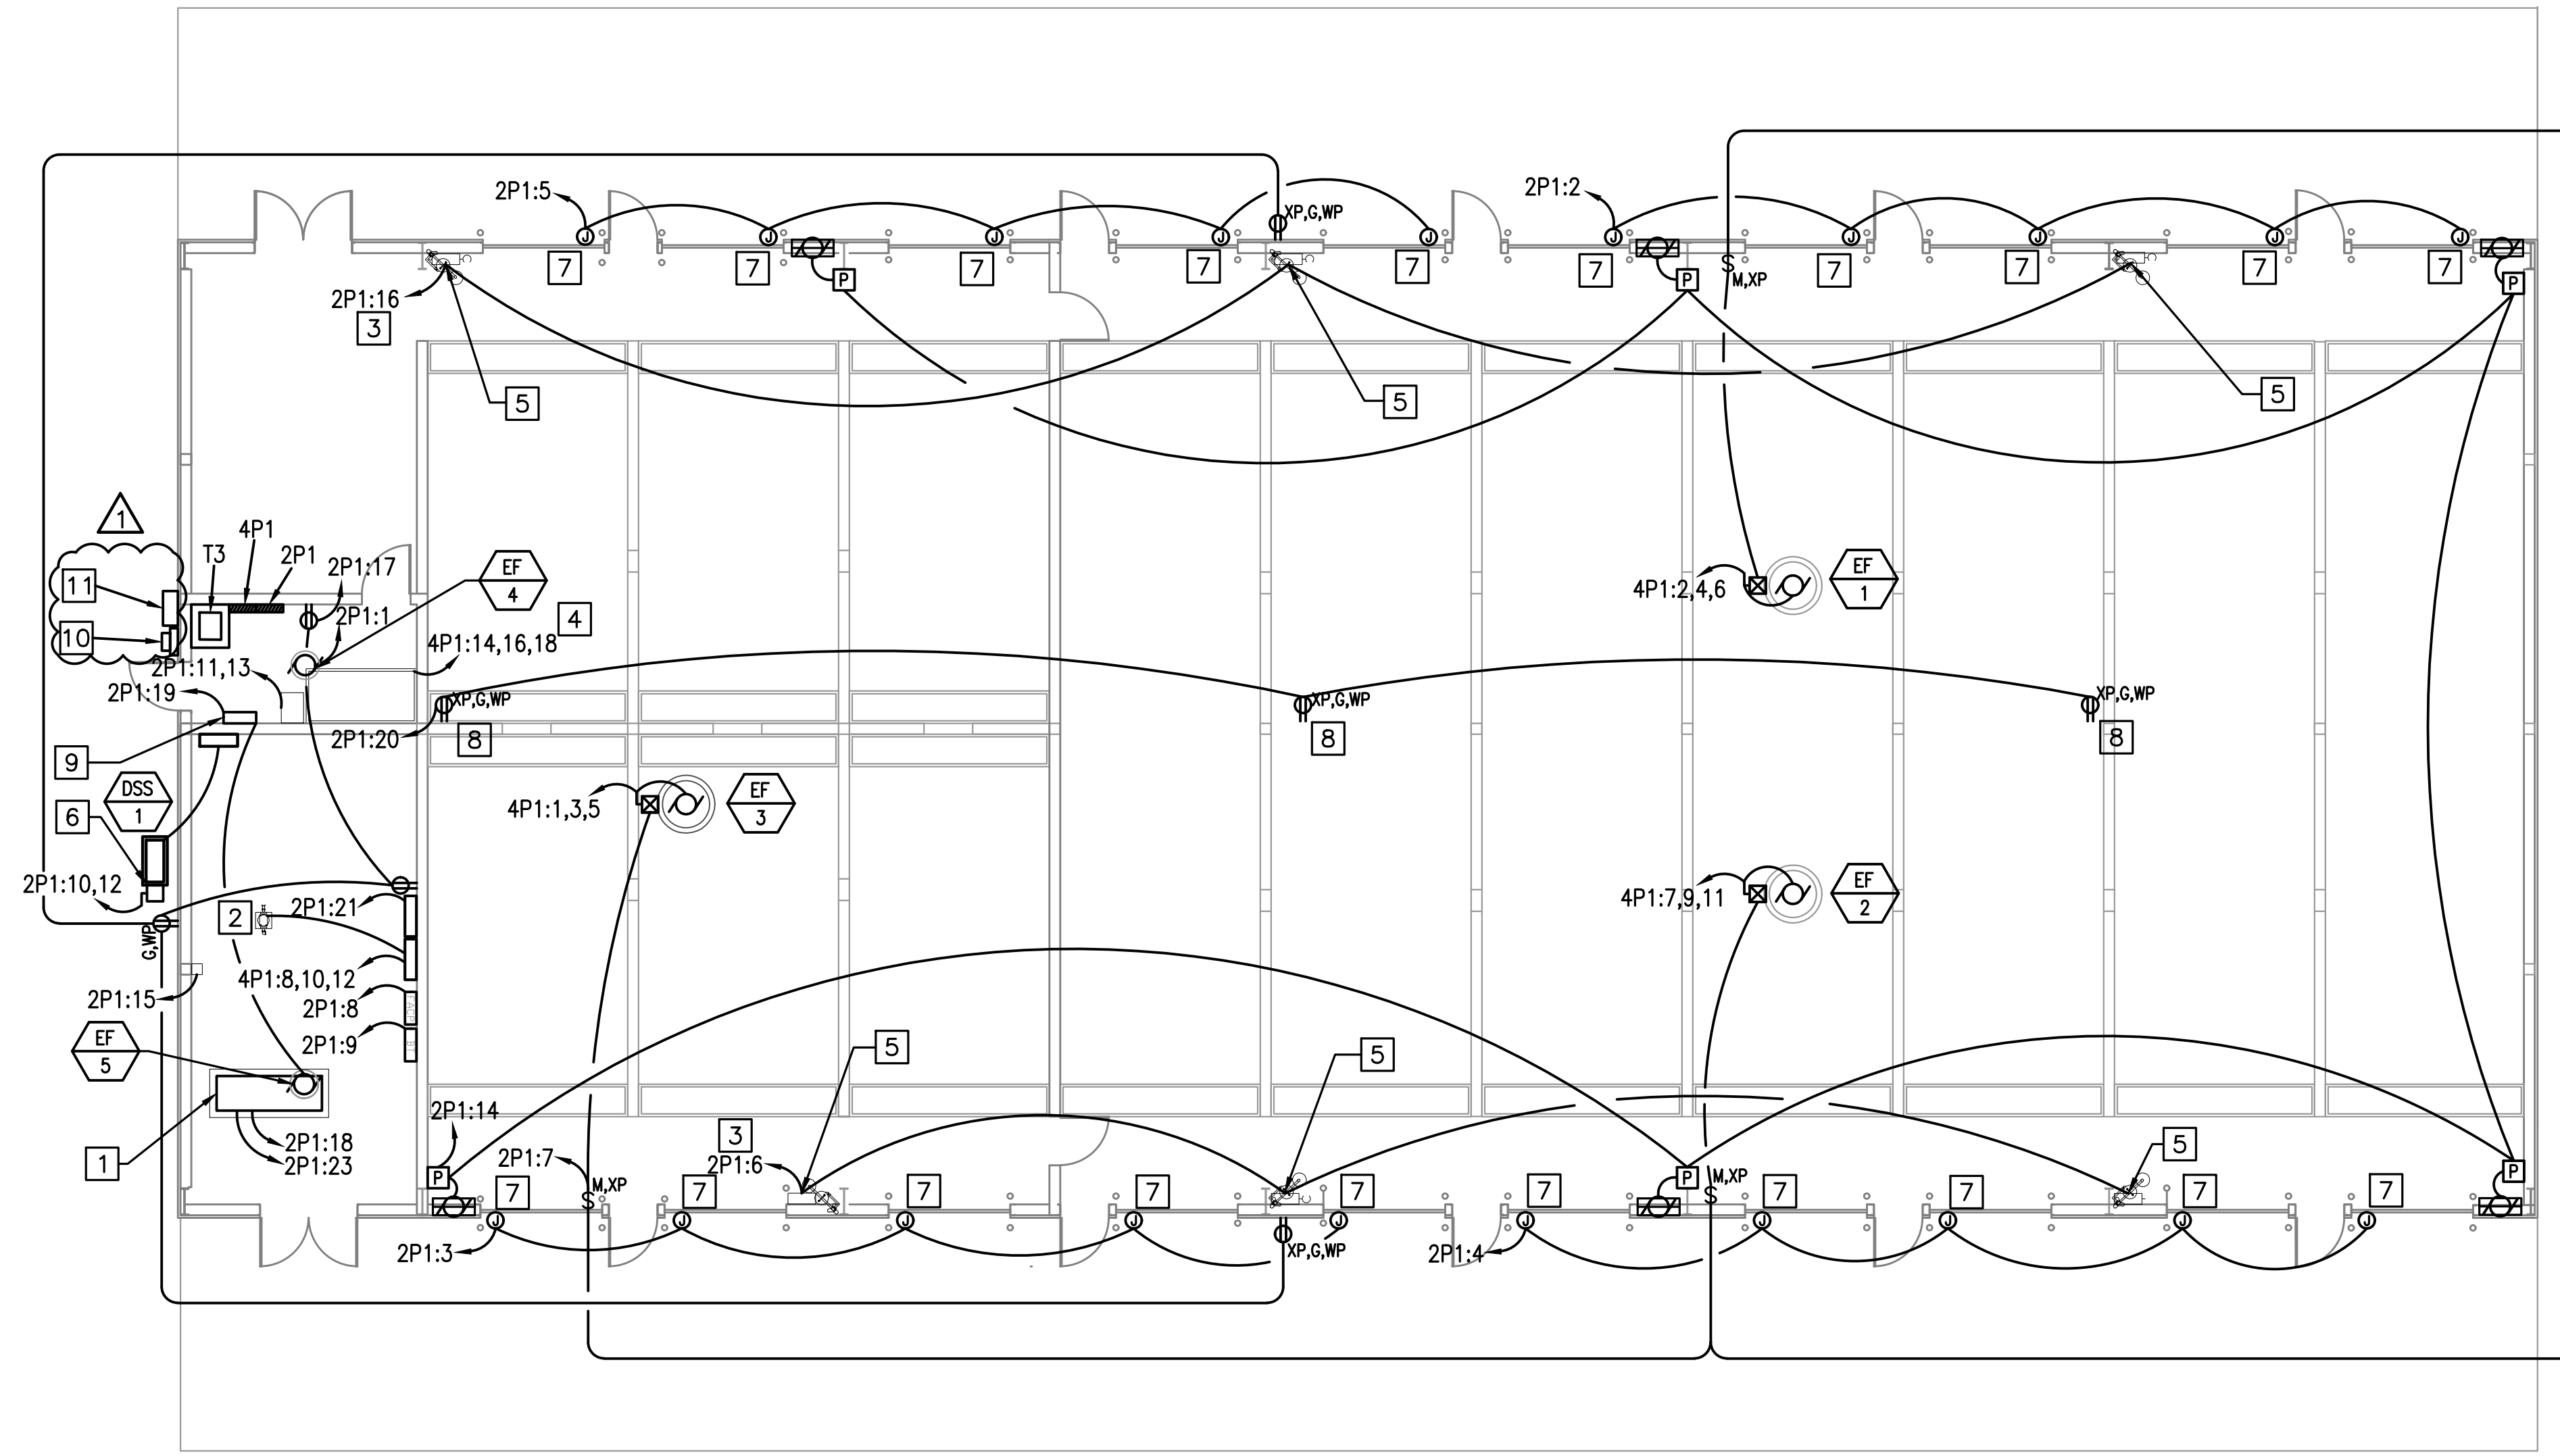 2P1:5
2P1:2
XP,G,WP
J
J
J
J
J
J
J
J
J
J
7
7
7
7
7
7
7
7
7
7
S
M,XP
P
P
P
2P1:16
3
5
5
5
1
4P1
T3
2P1
2P1:17
11
10
2P1:1
EF
4
4
4P1:14,16,18
EF
1
4P1:2,4,6
2P1:11,13
2P1:19
XP,G,WP
XP,G,WP
XP,G,WP
2P1:20
8
8
8
9
DSS
1
6
4P1:1,3,5
EF
3
2P1:10,12
2
2P1:21
4P1:7,9,11
EF
2
G,WP
4P1:8,10,12
2P1:15
2P1:8
FACP
2P1:9
BT
EF
5
5
5
5
2P1:14
3
2P1:18
2P1:23
1
2P1:7
2P1:6
P
P
P
M,XP
S
M,XP
S
7
7
7
7
7
7
7
7
7
7
J
J
J
J
J
J
J
J
J
J
2P1:3
XP,G,WP
2P1:4